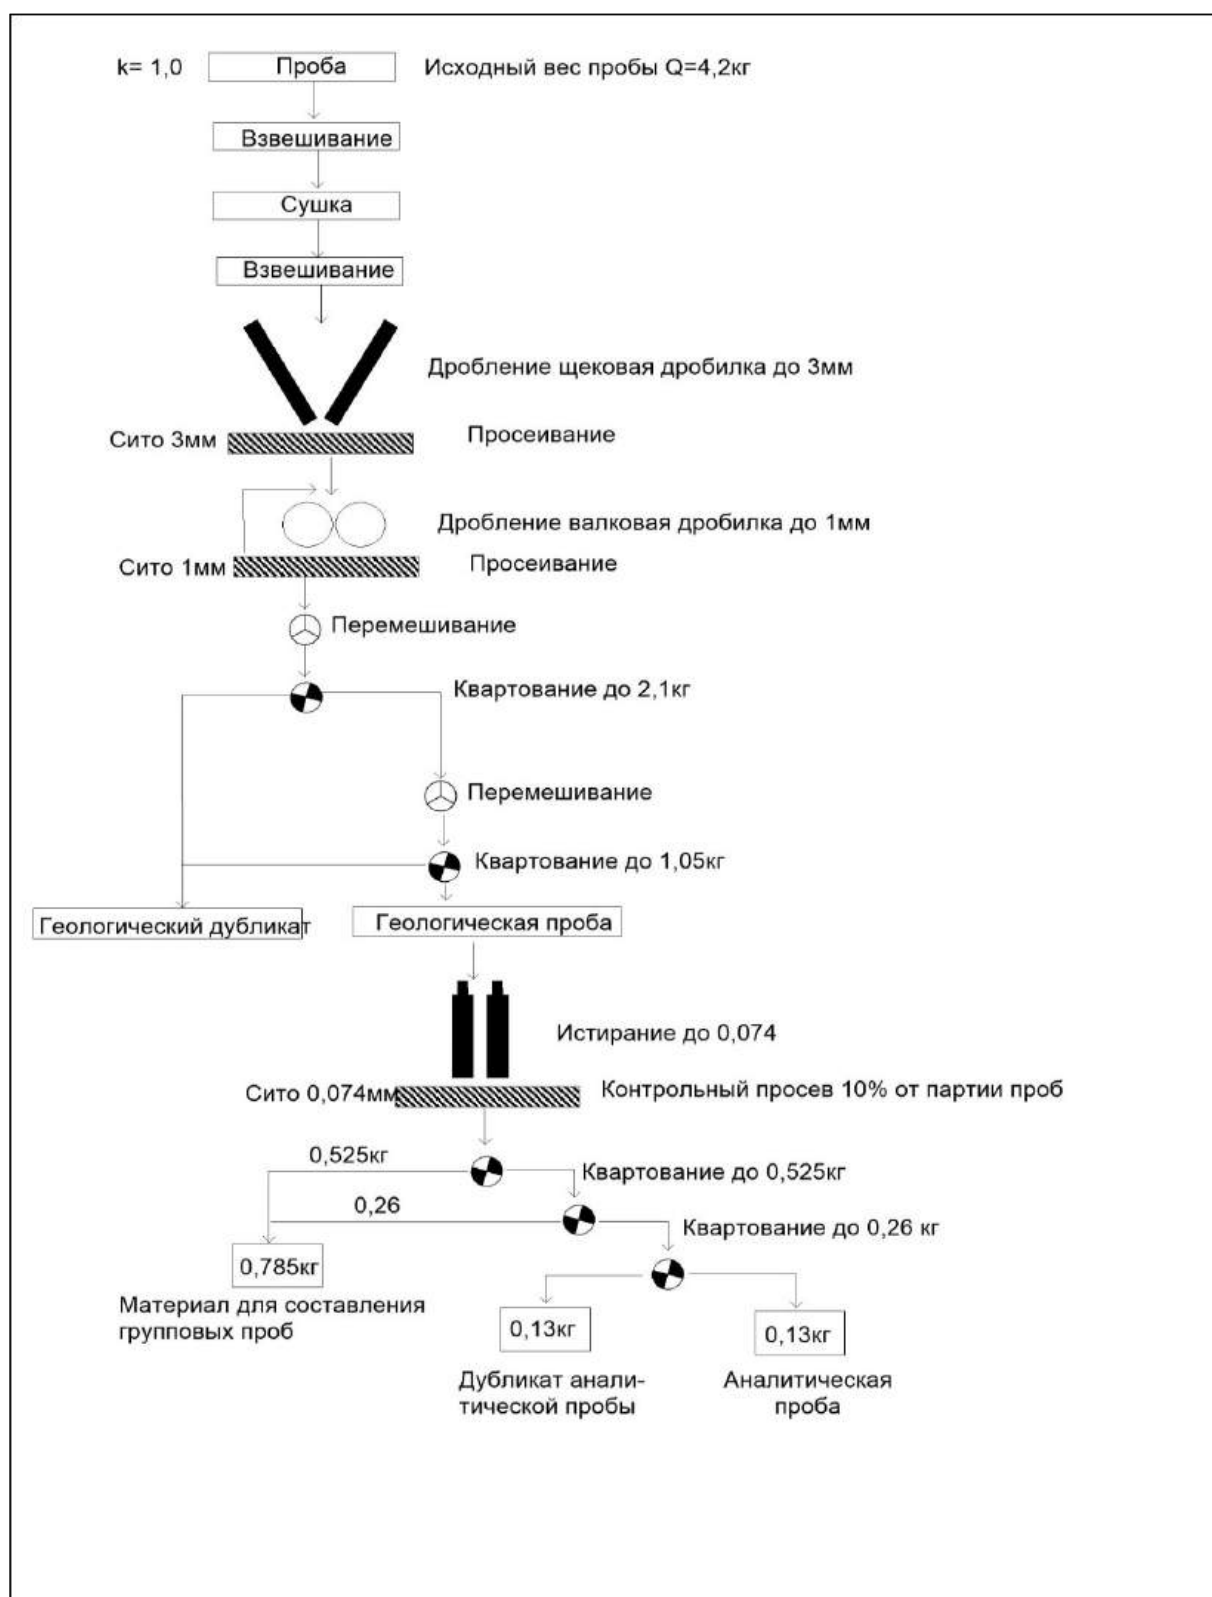 k= 1,0
Проба
Исходный вес пробы Q=4,2кг
Взвешивание
Сушка
Взвешивание
Дробление щековая дробилка до 3мм
Сито 3мм
Просеивание
Дробление валковая дробилка до 1мм
Сито 1мм
Просеивание
Перемешивание
Квартование до 2,1кг
Перемешивание
Квартование до 1,05кг
Геологический дубликат
Геологическая проба
Истирание до 0,074
Сито 0,074мм
Контрольный просев 10% от партии проб
0,525кг
Квартование до 0,525кг
0,26
Квартование до 0,26 кг
0,785кг
Материал для составления
групповых проб
0,13кг
0,13кг
Дубликат анали-
тической пробы
Аналитическая
проба